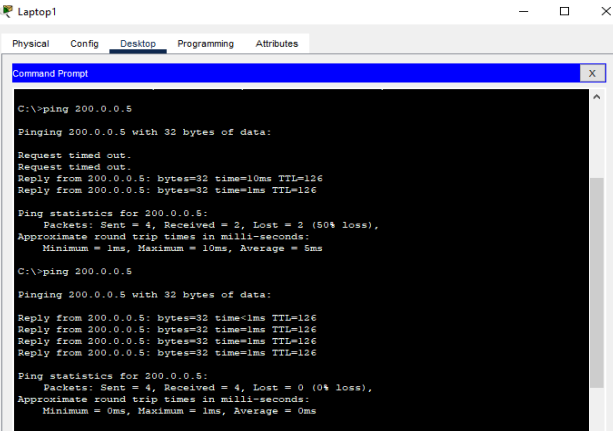 Laptop1
Physical Config Desktop Programming Attributes
Command Prompt X
C:\>ping 200.0.0.5
Pinging 200.0.0.5 with 32 bytes of data:
Request timed out.
Request timed out.
Reply from 200.0.0.5: bytes=32 time=10ms TTL=126
Reply from 200.0.0.5: bytes=32 time=1ms TTL=126
Ping statistics for 200.0.0.5:
Packets: Sent = 4, Received = 2, Lost = 2 (50% loss),
Approximate round trip times in milli-seconds:
Minimum = 1ms, Maximum = 10ms, Average = 5ms
C:\>ping 200.0.0.5
Pinging 200.0.0.5 with 32 bytes of data:
Reply from 200.0.0.5: bytes=32 time<1ms TTL=126
Reply from 200.0.0.5: bytes=32 time=1ms TTL=126
Reply from 200.0.0.5: bytes=32 time=1ms TTL=126
Reply from 200.0.0.5: bytes=32 time=1ms TTL=126
Ping statistics for 200.0.0.5:
Packets: Sent = 4, Received = 4, Lost = 0 (0% loss),
Approximate round trip times in milli-seconds:
Minimum = 0ms, Maximum = 1ms, Average = 0ms